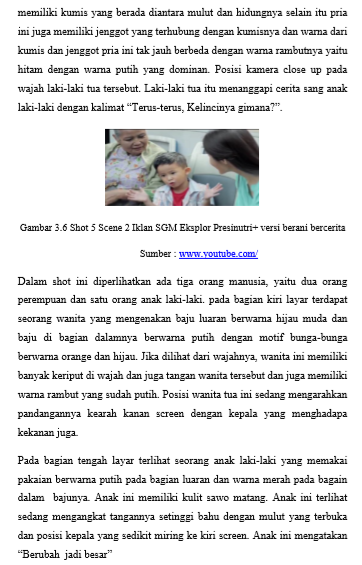 memiliki kumis yang berada diantara mulut dan hidungnya selain itu pria
ini juga memiliki jenggot yang terhubung dengan kumisnya dan warna dari
kumis dan jenggot pria ini tak jauh berbeda dengan warna rambutnya yaitu
hitam dengan warna putih yang dominan. Posisi kamera close up pada
wajah laki-laki tua tersebut. Laki-laki tua itu menanggapi cerita sang anak
laki-laki dengan kalimat “Terus-terus, Kelincinya gimana?”.
Gambar 3.6 Shot 5 Scene 2 Iklan SGM Eksplor Presinutri+ versi berani bercerita
Sumber : www.youtube.com/
Dalam shot ini diperlihatkan ada tiga orang manusia, yaitu dua orang
perempuan dan satu orang anak laki-laki. pada bagian kiri layar terdapat
seorang wanita yang mengenakan baju luaran berwarna hijau muda dan
baju di bagian dalamnya berwarna putih dengan motif bunga-bunga
berwarna orange dan hijau. Jika dilihat dari wajahnya, wanita ini memiliki
banyak keriput di wajah dan juga tangan wanita tersebut dan juga memiliki
warna rambut yang sudah putih. Posisi wanita tua ini sedang mengarahkan
pandangannya kearah kanan screen dengan kepala yang menghadapa
kekanan juga.
Pada bagian tengah layar terlihat seorang anak laki-laki yang memakai
pakaian berwarna putih pada bagian luaran dan warna merah pada bagain
dalam bajunya. Anak ini memiliki kulit sawo matang. Anak ini terlihat
sedang mengangkat tangannya setinggi bahu dengan mulut yang terbuka
dan posisi kepala yang sedikit miring ke kiri screen. Anak ini mengatakan
“Berubah jadi besar”